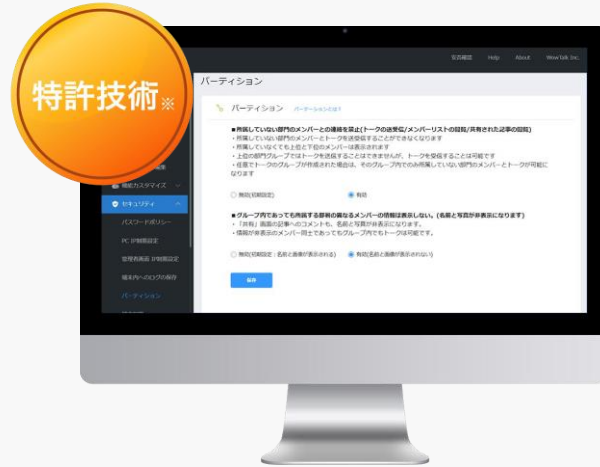 特許技術※
写真確認 Help About WowTalk Inc.
パーティション
パーティション パーテーションとは?
■所属していない部門のメンバーとの連絡を禁止(トークの送受信/メンバーリストの閲覧/共有された記事の閲覧)
・所属していない部門のメンバーとトークを送受信することができなくなります
・所属していなくても上位と下位のメンバーは表示されます
・上位の部門グループではトークを送信することはできませんが、トークを受信することは可能です
・任意でトークのグループが作成された場合は、そのグループ内でのみ所属していない部門のメンバーとトークが可能に
なります
無効(初期設定) 有効
■グループ内であっても所属する部署の異なるメンバーの情報は表示しない。(名前と写真が非表示になります)
・「共有」画面の記事へのコメントも、名前と写真が非表示になります。
・情報が非表示のメンバー同士であってもグループ内でもトークは可能です。
無効(初期設定:名前と画像が表示される) 有効(名前と画像が表示されない)
保存
機能カスタマイズ
セキュリティ
パスワードポリシー
PC IP制限設定
管理者画面 IP制限設定
端末内へのログの保存
パーティション